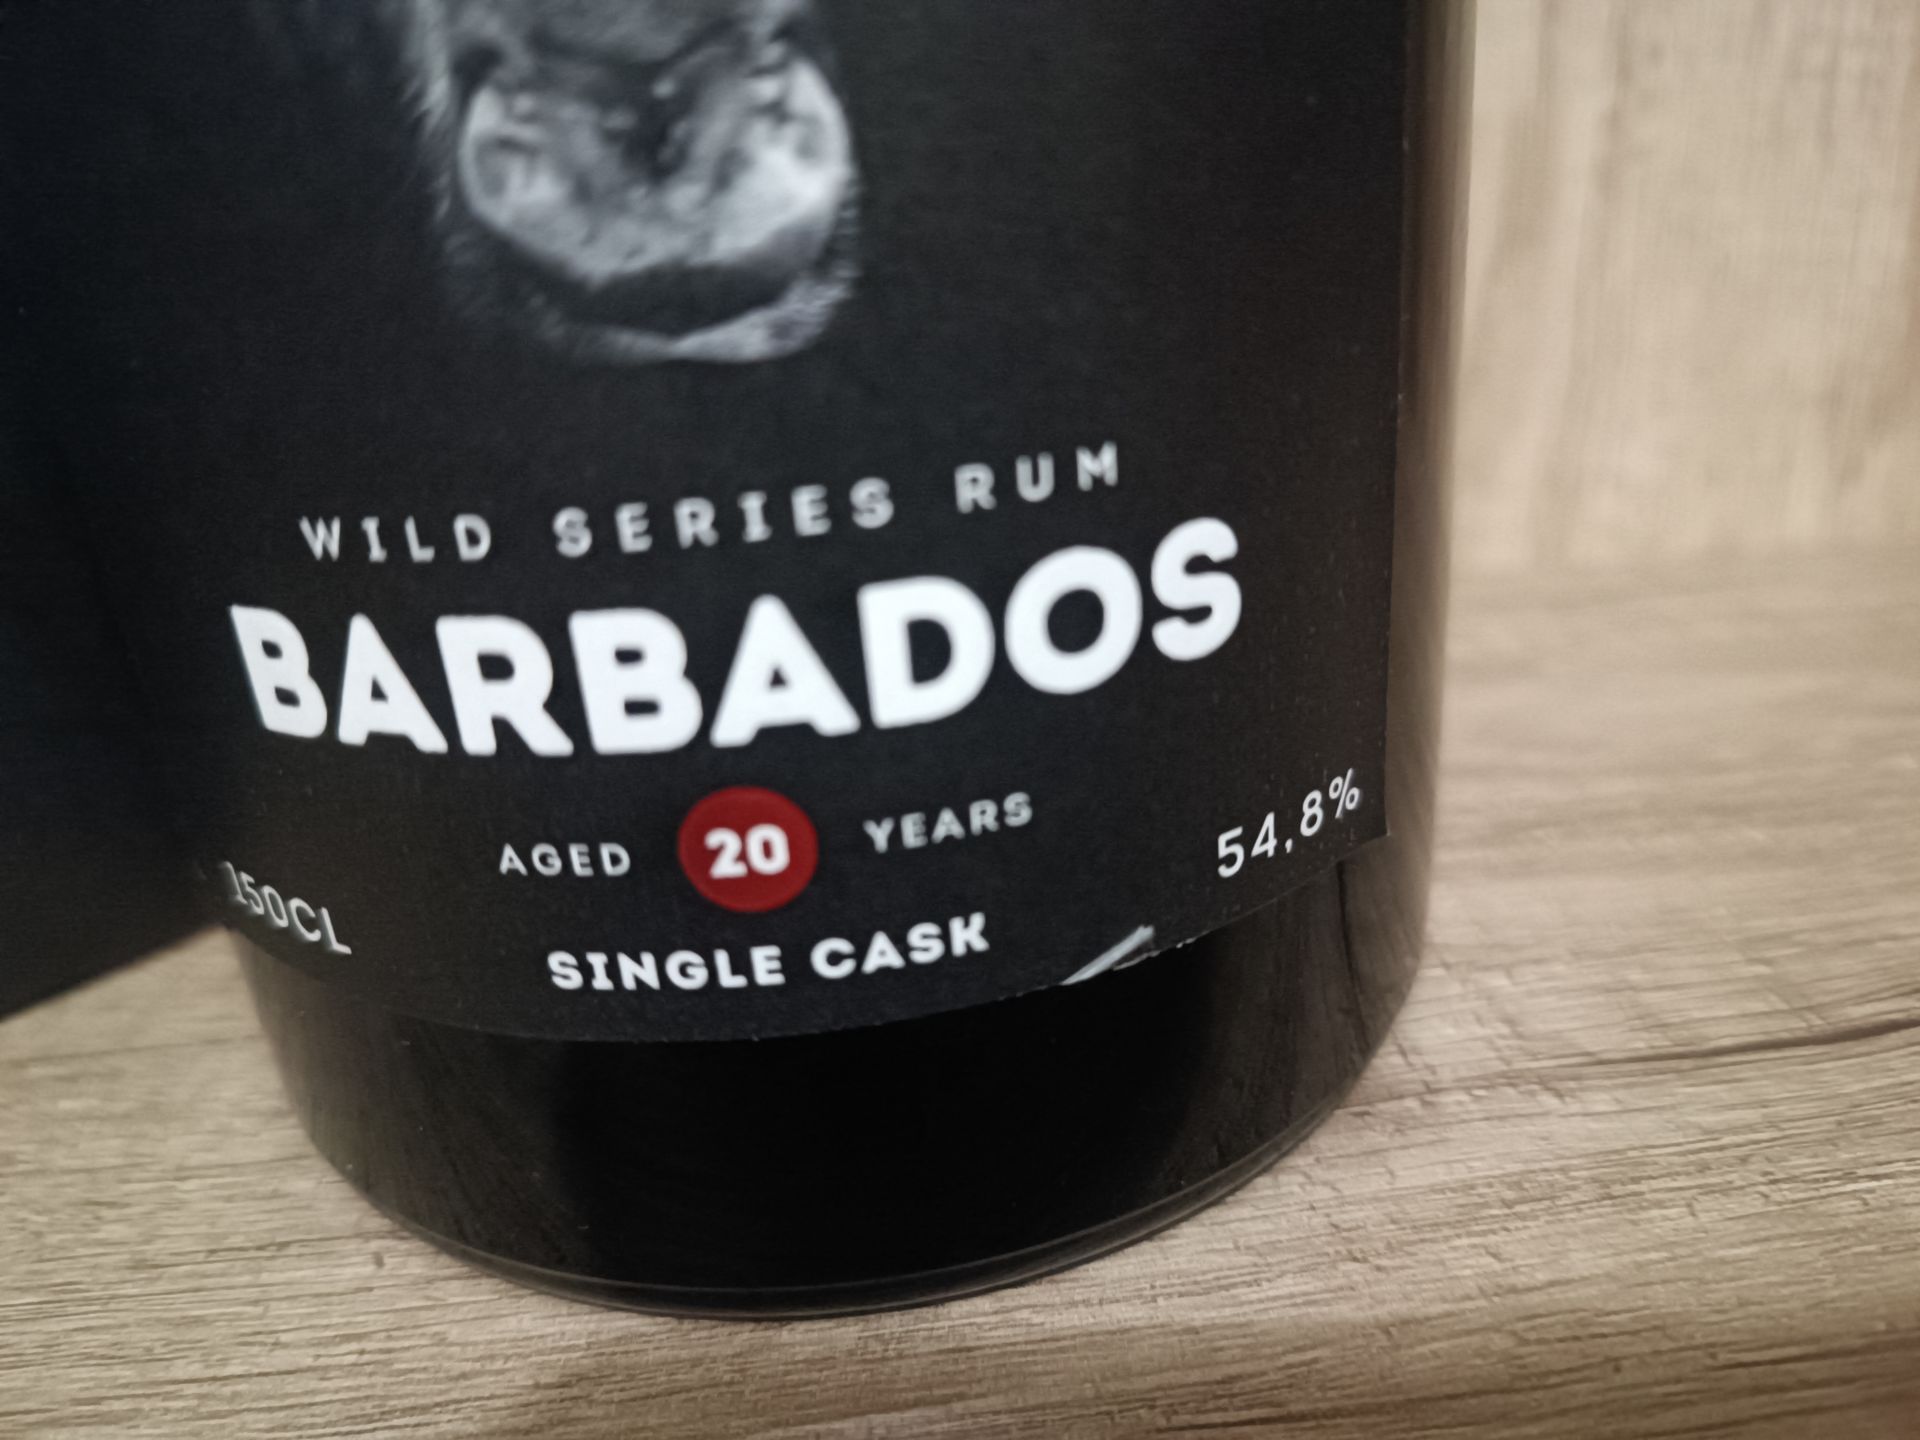 WILD SERIES RUM
BARBADOS
AGED 20 YEARS
54,8%
150CL
SINGLE CASK